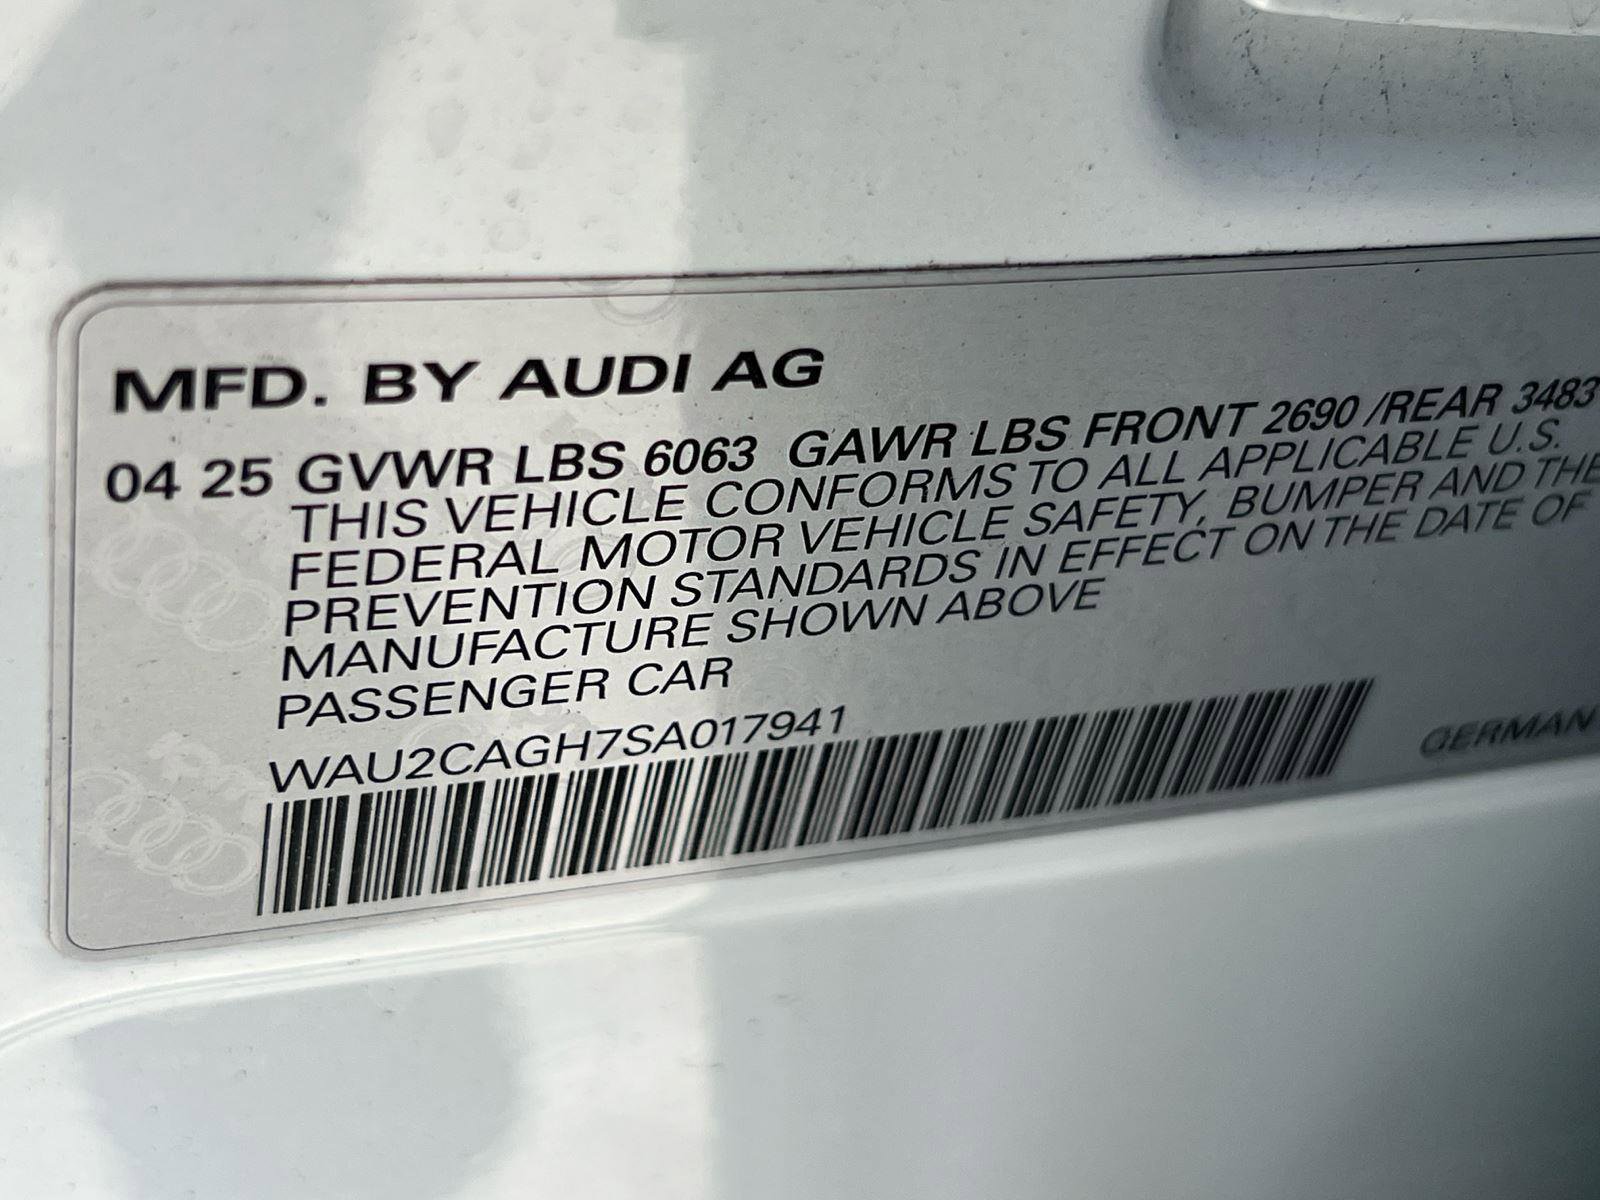 MFD. BY AUDI AG
04 25 GVWR LBS 6063 GAWR LBS FRONT 2690 /REAR 3483
THIS VEHICLE CONFORMS TO ALL APPLICABLE U.S.
FEDERAL MOTOR VEHICLE SAFETY, BUMPER AND THE
PREVENTION STANDARDS IN EFFECT ON THE DATE OF
MANUFACTURE SHOWN ABOVE
PASSENGER CAR
WAU2CAGH7SA017941
GERMAN